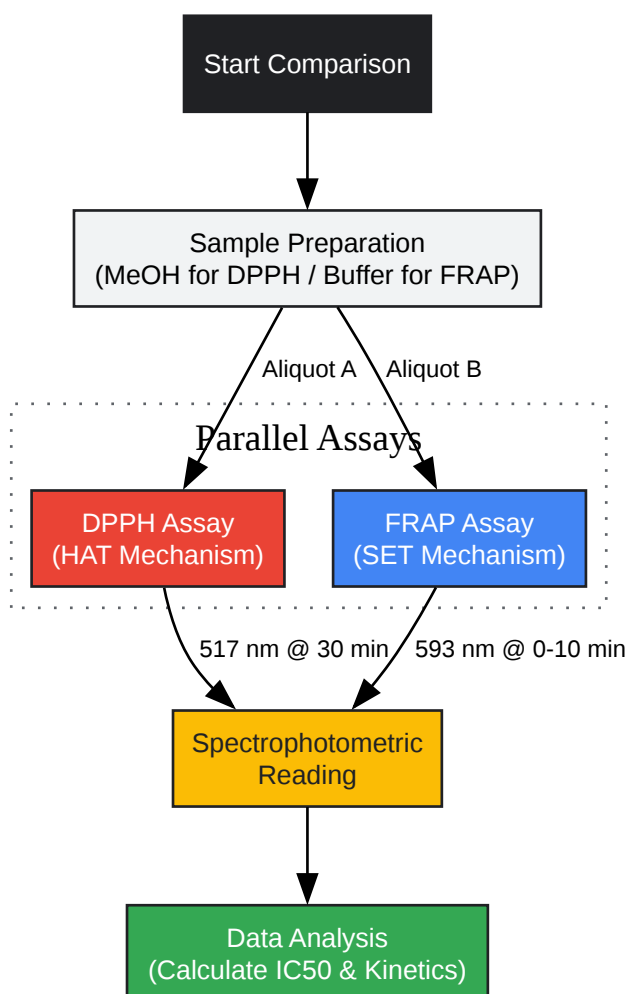 Start Comparison
Sample Preparation
(MeOH for DPPH / Buffer for FRAP)
Aliquot A
Aliquot B
Parallel Assays
DPPH Assay
(HAT Mechanism)
FRAP Assay
(SET Mechanism)
517 nm @ 30 min
593 nm @ 0-10 min
Spectrophotometric
Reading
Data Analysis
(Calculate IC50 & Kinetics)